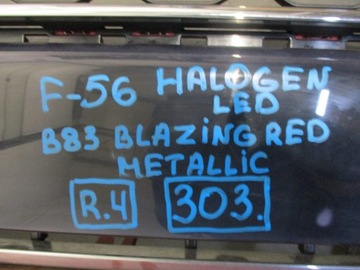 F-56 HALOGEN
LED
B83 BLAZiNG RED
METALLiC
R.4 303.